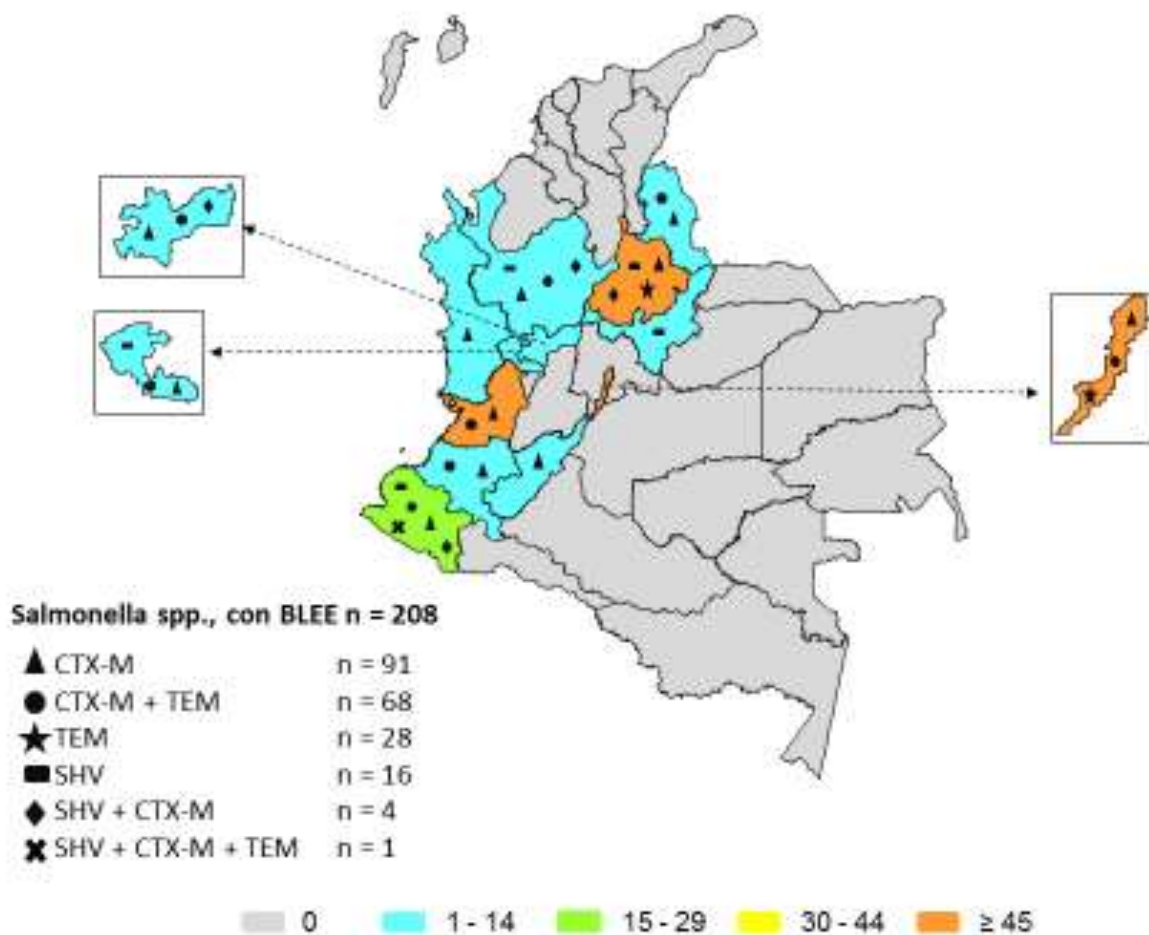 Salmonella spp., con BLEE n = 208
CTX-M n = 91
CTX-M + TEM n = 68
TEM n = 28
SHV n = 16
SHV + CTX-M n = 4
SHV + CTX-M + TEM n = 1
0 1 - 14 15 - 29 30 - 44 ≥ 45